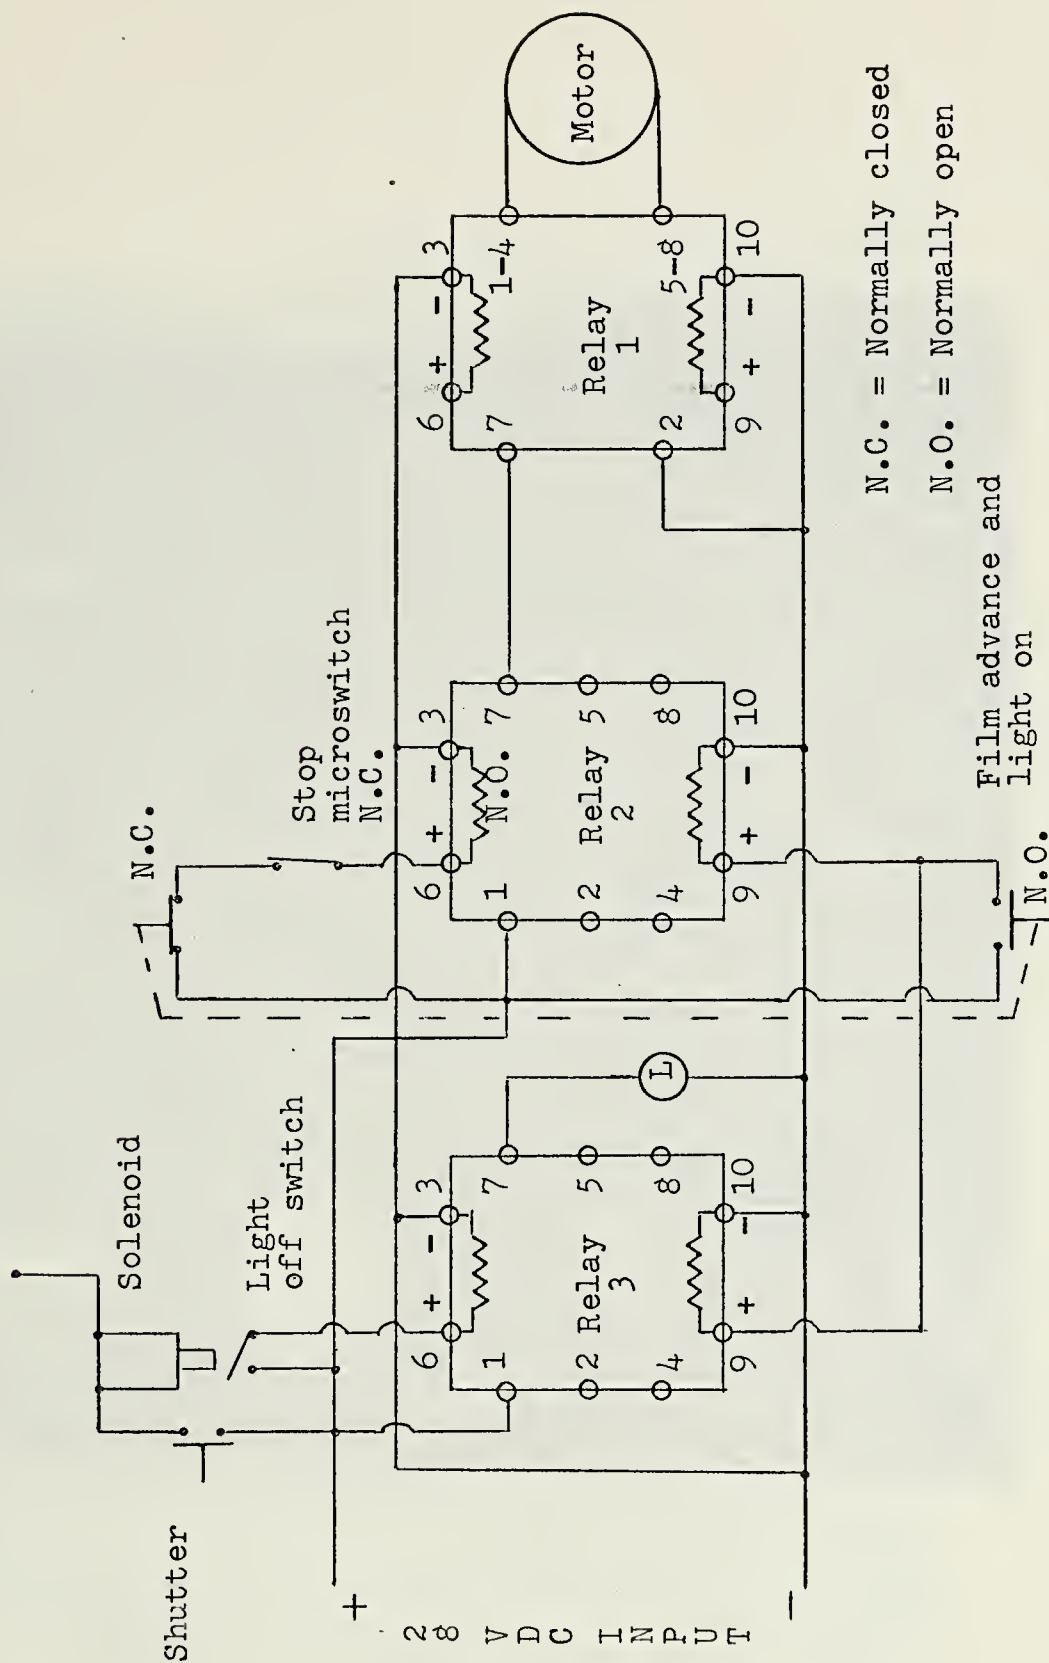 Shutter
Solenoid
Light
off switch
N.C.
Stop
microswitch
N.C.
+
28 VDC INPUT
-
6
+
-
3
1
7
2
Relay
3
5
4
8
9
+
-
10
L
6
+
-
3
1
N.O.
7
2
Relay
2
5
4
8
9
+
-
10
6
+
-
3
7
1-4
Relay
1
2
5-8
9
+
-
10
Motor
Film advance and
light on
N.O.
N.C. = Normally closed
N.O. = Normally open